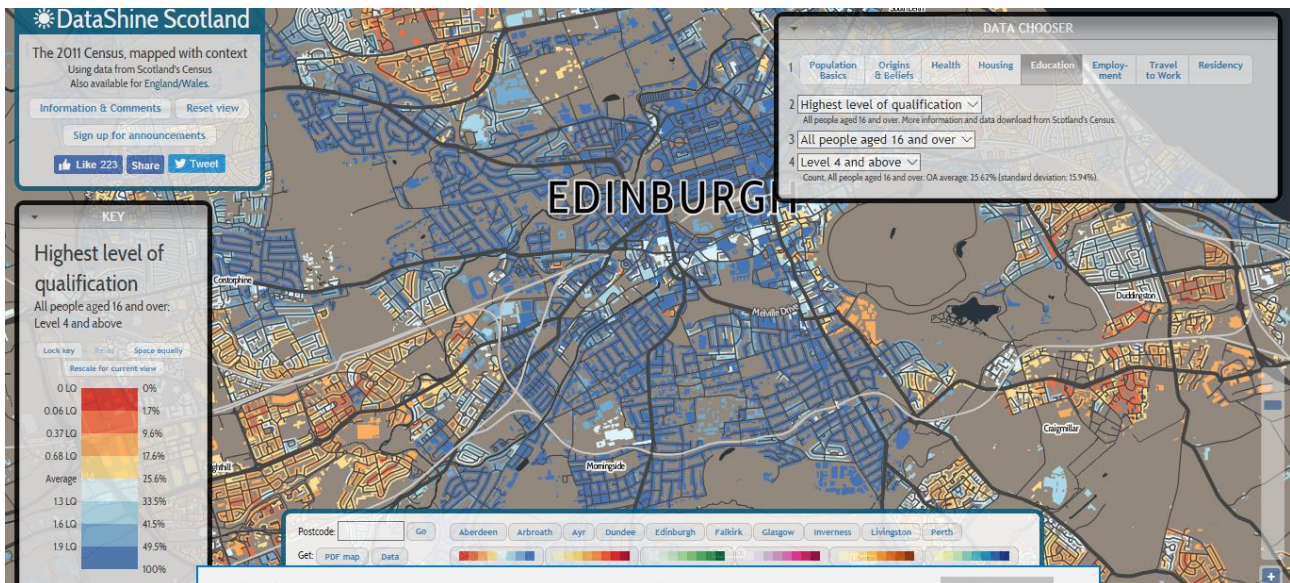 DataShine Scotland
The 2011 Census, mapped with context
Using data from Scotland's Census
Also available for England/Wales.
Information & Comments
Reset view
Sign up for announcements
Like 223
Share
Tweet
KEY
Highest level of
qualification
All people aged 16 and over:
Level 4 and above
Lock key
Space equally
Rescale for current view
0 LQ 0%
0.06 LQ 1.7%
0.37 LQ 9.6%
0.68 LQ 17.6%
Average 25.6%
1.3 LQ 33.5%
1.6 LQ 41.5%
1.9 LQ 49.5%
100%
DATA CHOOSER
1
Population
Basics
Origins
& Beliefs
Health
Housing
Education
Employ-
ment
Travel
to Work
Residency
2 Highest level of qualification
All people aged 16 and over. More information and data download from Scotland's Census.
3 All people aged 16 and over
4 Level 4 and above
Count. All people aged 16 and over. OA average: 25.62% (standard deviation: 15.94%).
EDINBURGH
Corstorphine
Melville Drive
Duddingston
Craigmillar
Morningside
Postcode:
Go
Aberdeen
Arbroath
Ayr
Dundee
Edinburgh
Falkirk
Glasgow
Inverness
Livingston
Perth
Get:
PDF map
Data
+